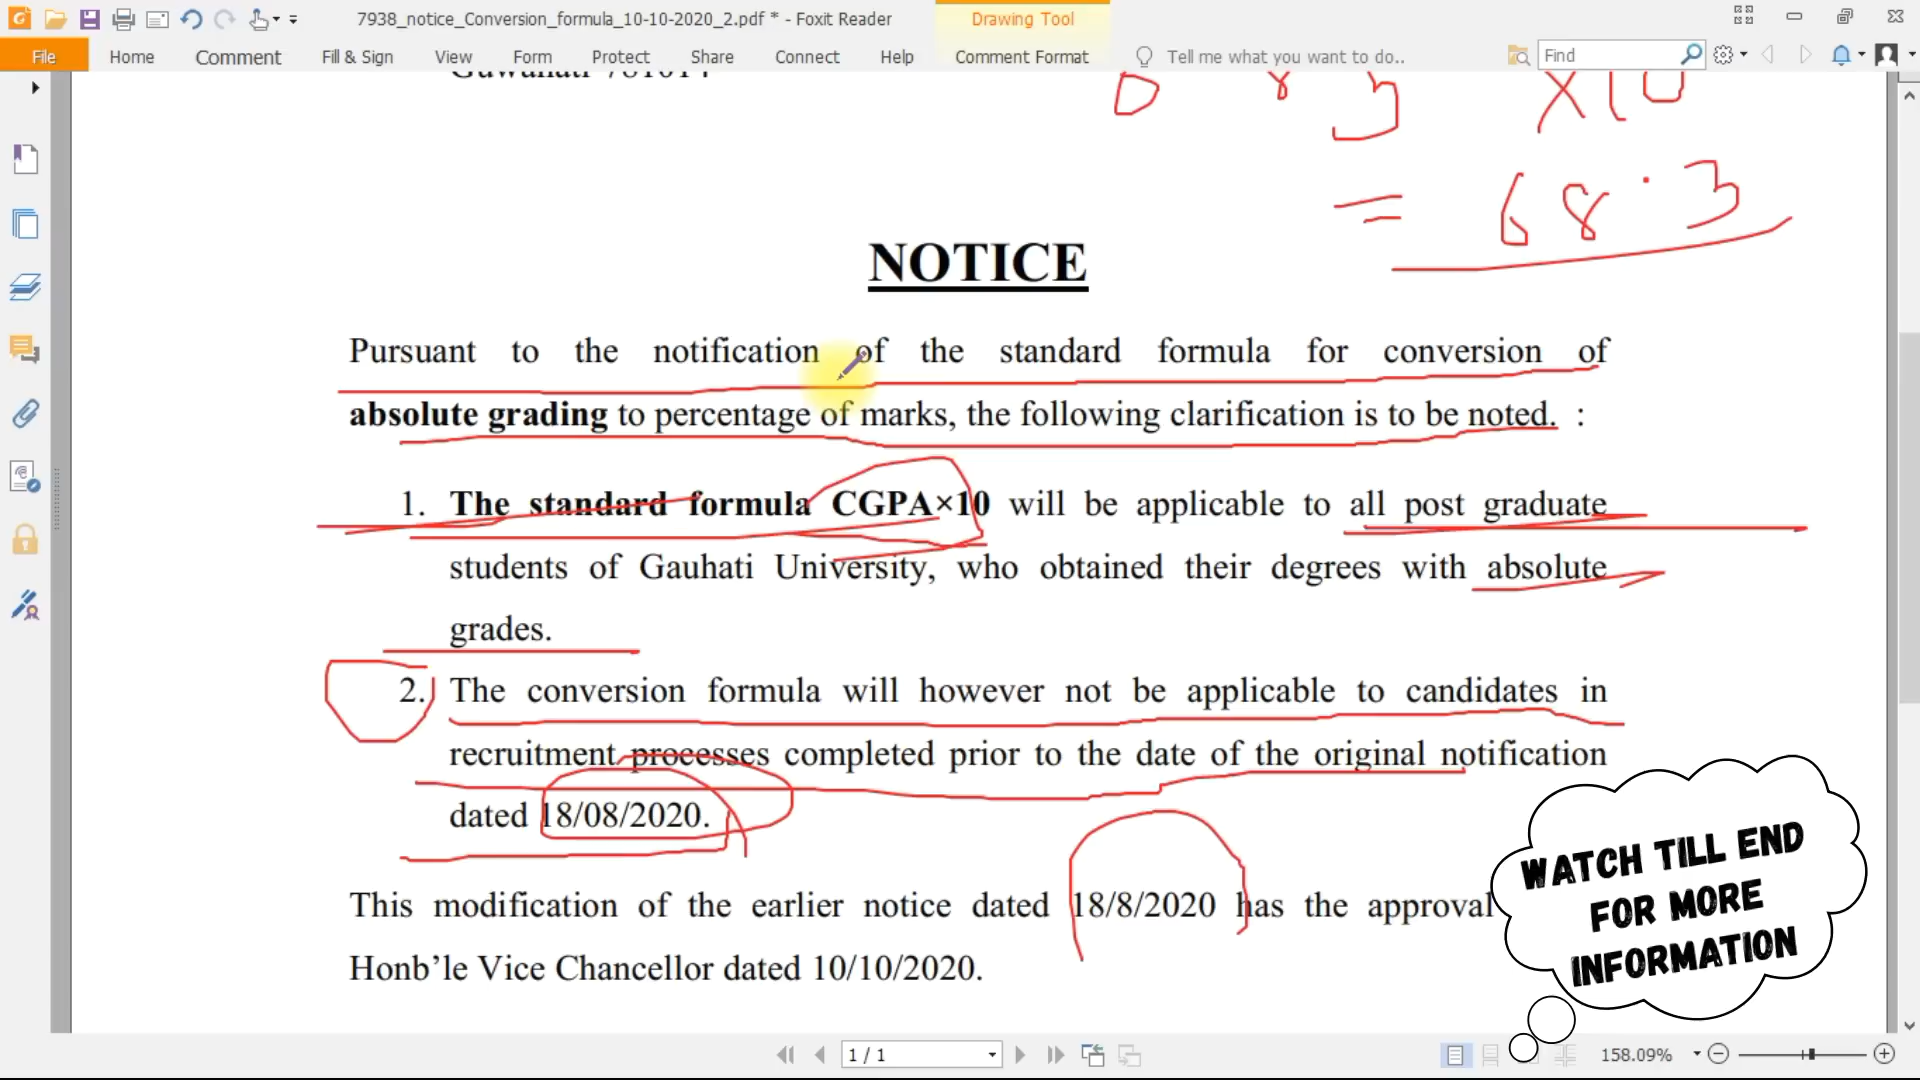 7938_notice_Conversion_formula_10-10-2020_2.pdf * - Foxit Reader
Drawing Tool
File Home Comment Fill & Sign View Form Protect Share Connect Help Comment Format Tell me what you want to do.. Find
Guwahati-781014
×10
= 68.3
NOTICE
Pursuant to the notification of the standard formula for conversion of
absolute grading to percentage of marks, the following clarification is to be noted. :
1. The standard formula CGPA×10 will be applicable to all post graduate
students of Gauhati University, who obtained their degrees with absolute
grades.
2. The conversion formula will however not be applicable to candidates in
recruitment processes completed prior to the date of the original notification
dated 18/08/2020.
This modification of the earlier notice dated 18/8/2020 has the approval
Honb'le Vice Chancellor dated 10/10/2020.
WATCH TILL END
FOR MORE
INFORMATION
1 / 1
158.09%